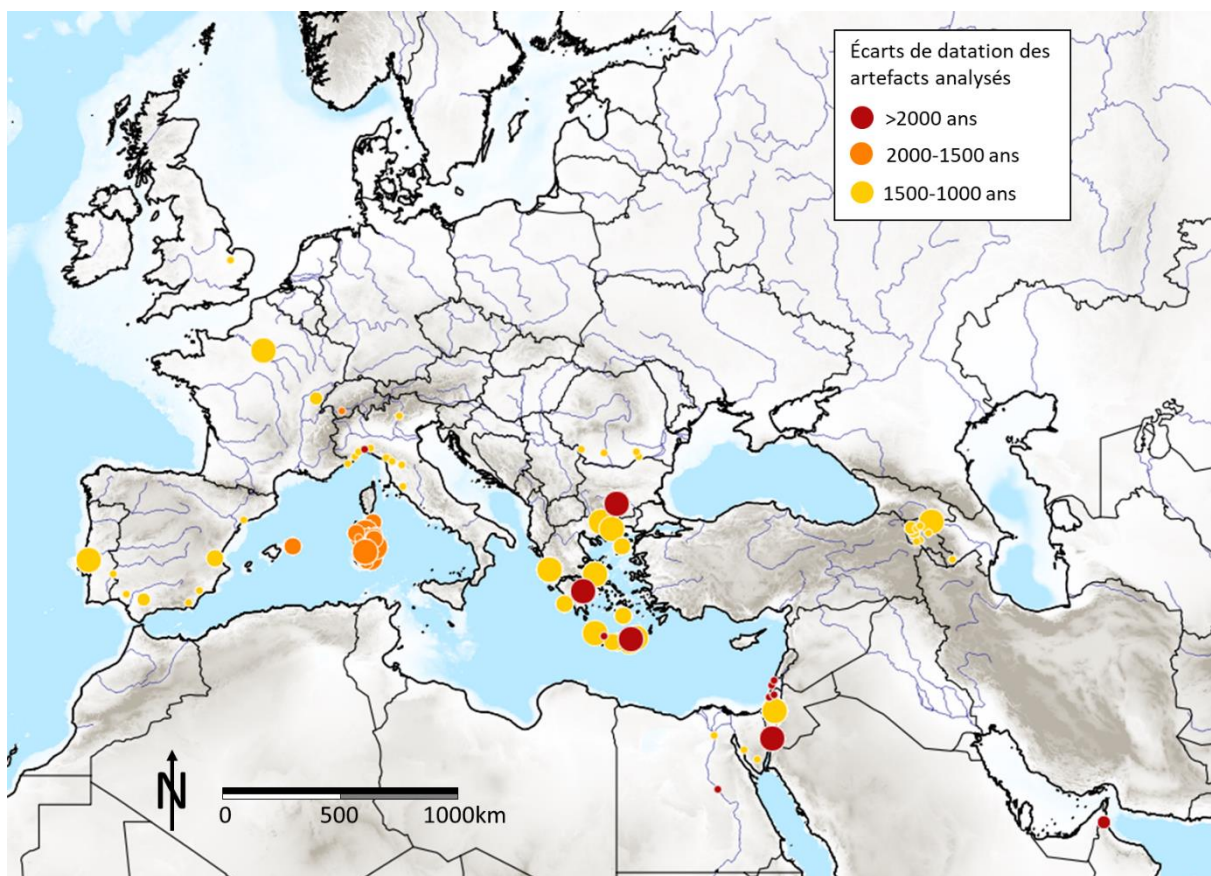 Écarts de datation des
artefacts analysés
>2000 ans
2000-1500 ans
1500-1000 ans
N
0 500 1000km